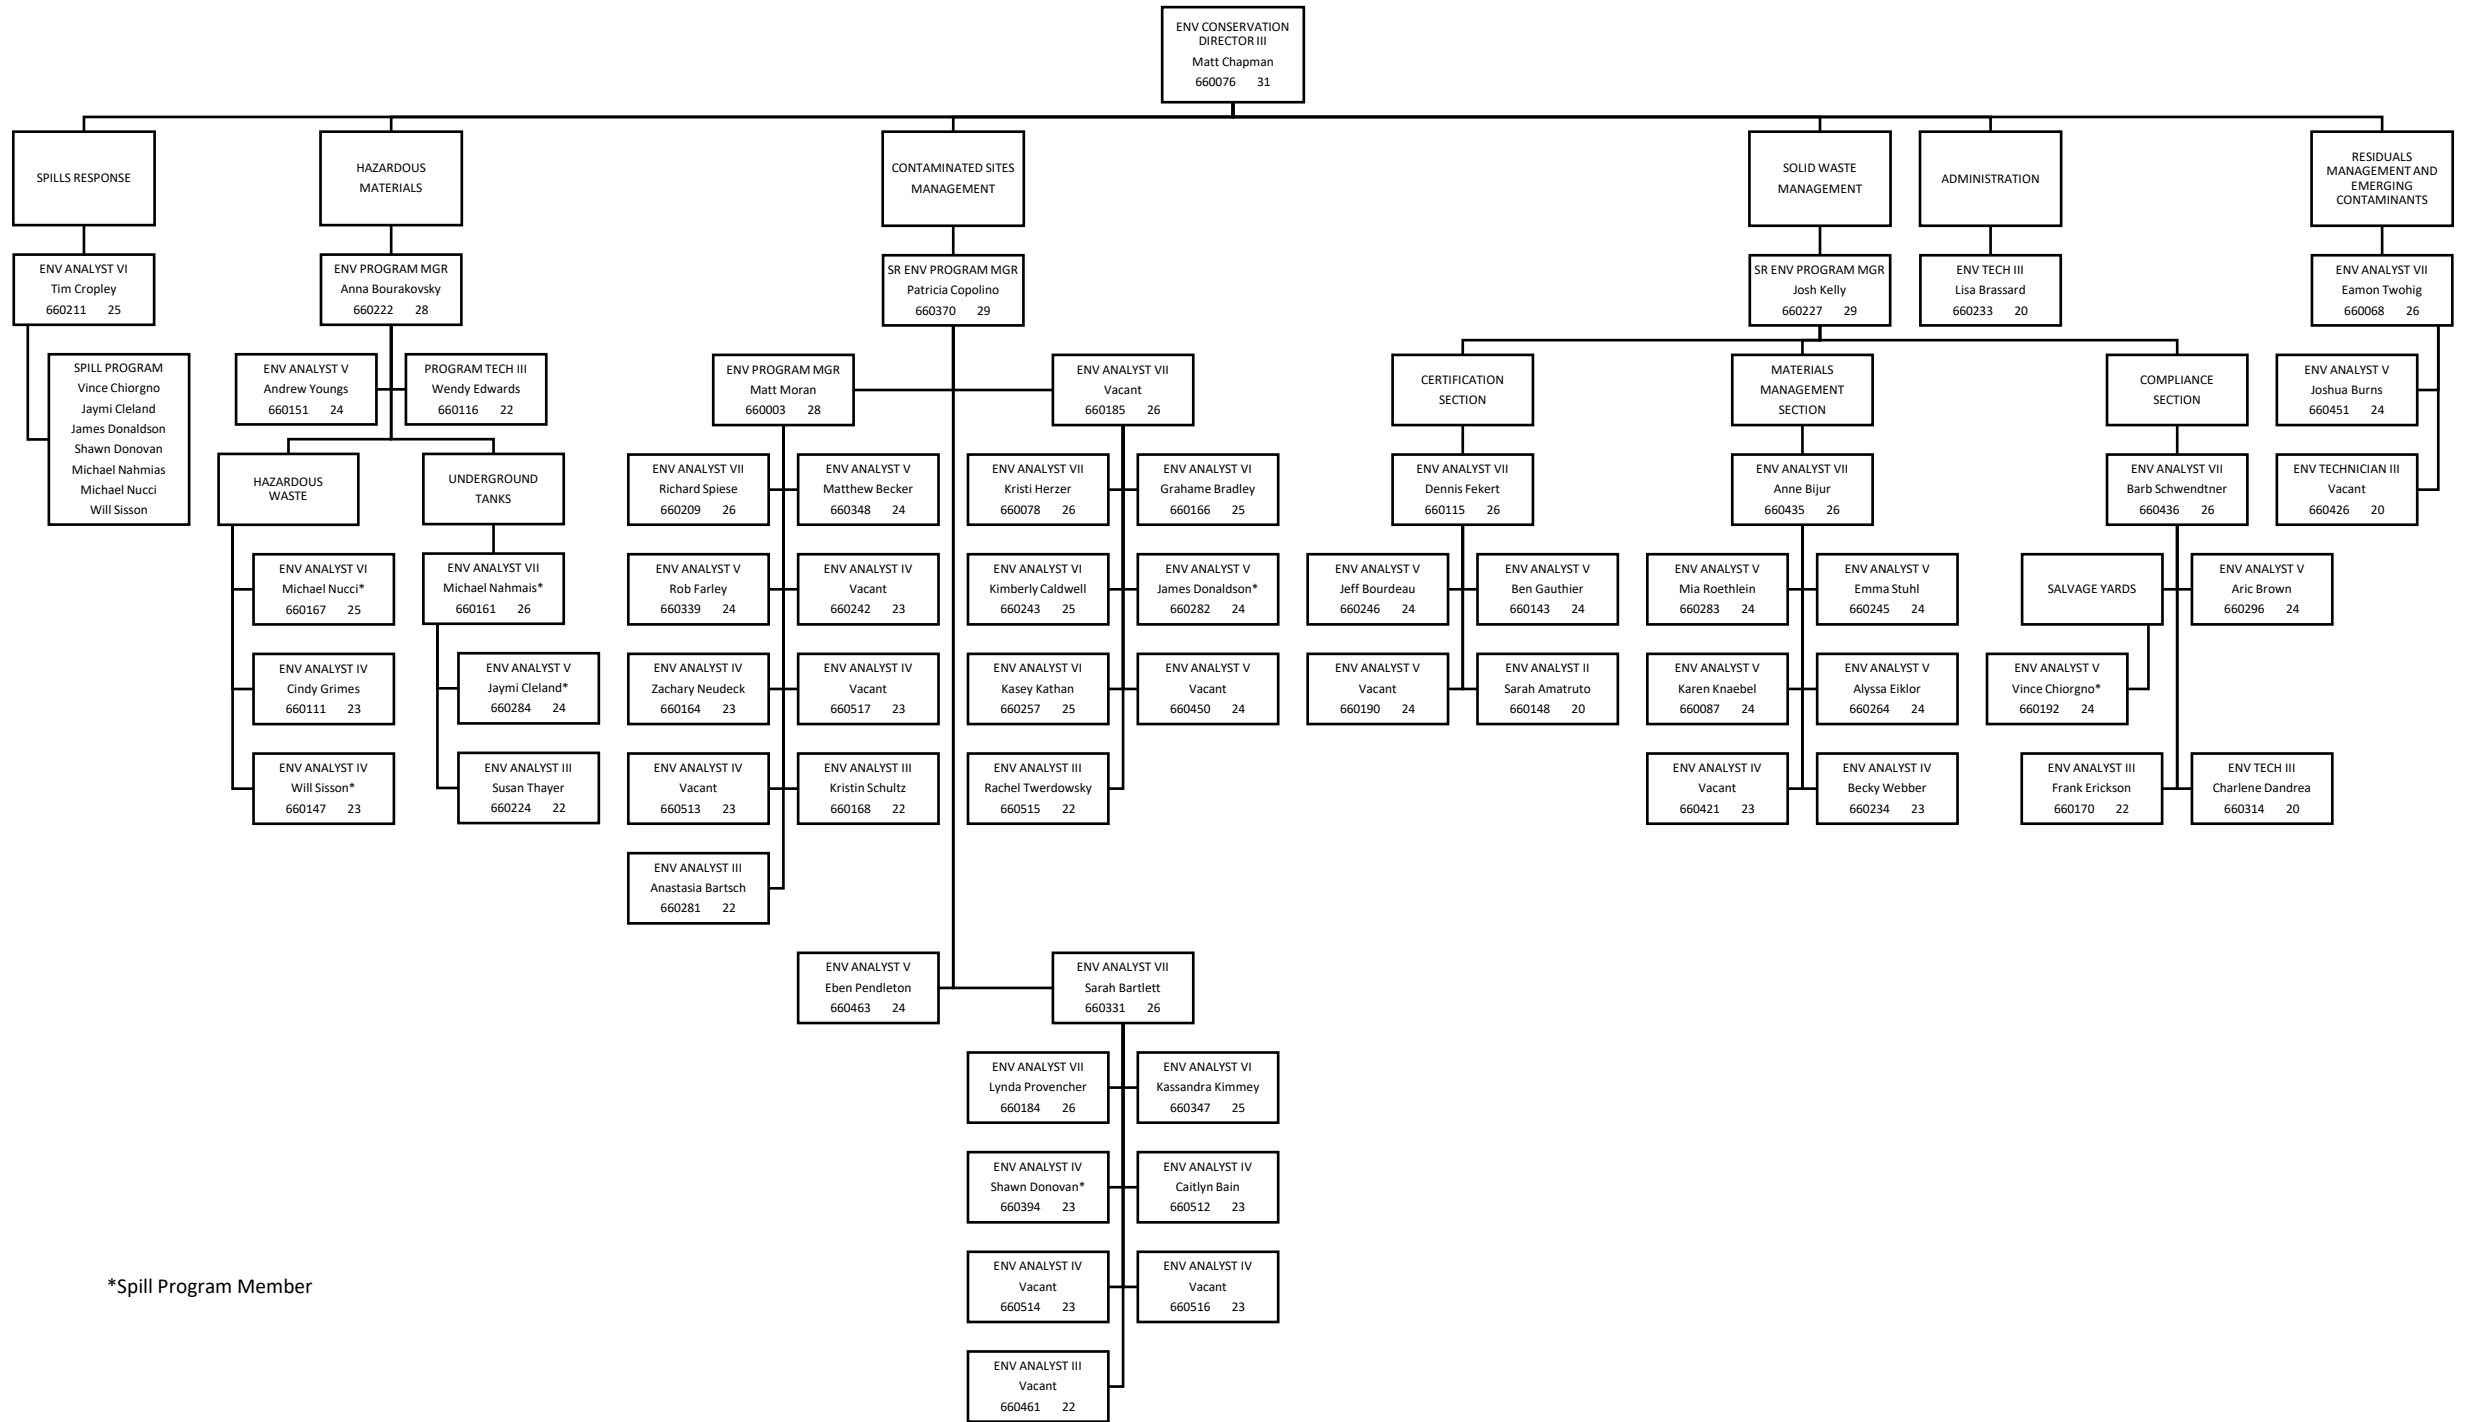 ENV CONSERVATION
DIRECTOR III
Matt Chapman
660076 31
SPILLS RESPONSE
HAZARDOUS
MATERIALS
CONTAMINATED SITES
MANAGEMENT
SOLID WASTE
MANAGEMENT
ADMINISTRATION
RESIDUALS
MANAGEMENT AND
EMERGING
CONTAMINANTS
ENV ANALYST VI
Tim Cropley
660211 25
ENV PROGRAM MGR
Anna Bourakovsky
660222 28
SR ENV PROGRAM MGR
Patricia Copolino
660370 29
SR ENV PROGRAM MGR
Josh Kelly
660227 29
ENV TECH III
Lisa Brassard
660233 20
ENV ANALYST VII
Eamon Twohig
660068 26
SPILL PROGRAM
Vince Chiorgno
Jaymi Cleland
James Donaldson
Shawn Donovan
Michael Nahmias
Michael Nucci
Will Sisson
ENV ANALYST V
Andrew Youngs
660151 24
PROGRAM TECH III
Wendy Edwards
660116 22
ENV PROGRAM MGR
Matt Moran
660003 28
ENV ANALYST VII
Vacant
660185 26
CERTIFICATION
SECTION
MATERIALS
MANAGEMENT
SECTION
COMPLIANCE
SECTION
ENV ANALYST V
Joshua Burns
660451 24
HAZARDOUS
WASTE
UNDERGROUND
TANKS
ENV ANALYST VII
Richard Spiese
660209 26
ENV ANALYST V
Matthew Becker
660348 24
ENV ANALYST VII
Kristi Herzer
660078 26
ENV ANALYST VI
Grahame Bradley
660166 25
ENV ANALYST VII
Dennis Fekert
660115 26
ENV ANALYST VII
Anne Bijur
660435 26
ENV ANALYST VII
Barb Schwendtner
660436 26
ENV TECHNICIAN III
Vacant
660426 20
ENV ANALYST VI
Michael Nucci*
660167 25
ENV ANALYST VII
Michael Nahmais*
660161 26
ENV ANALYST V
Rob Farley
660339 24
ENV ANALYST IV
Vacant
660242 23
ENV ANALYST VI
Kimberly Caldwell
660243 25
ENV ANALYST V
James Donaldson*
660282 24
ENV ANALYST V
Jeff Bourdeau
660246 24
ENV ANALYST V
Ben Gauthier
660143 24
ENV ANALYST V
Mia Roethlein
660283 24
ENV ANALYST V
Emma Stuhl
660245 24
SALVAGE YARDS
ENV ANALYST V
Aric Brown
660296 24
ENV ANALYST IV
Cindy Grimes
660111 23
ENV ANALYST V
Jaymi Cleland*
660284 24
ENV ANALYST IV
Zachary Neudeck
660164 23
ENV ANALYST IV
Vacant
660517 23
ENV ANALYST VI
Kasey Kathan
660257 25
ENV ANALYST V
Vacant
660450 24
ENV ANALYST V
Vacant
660190 24
ENV ANALYST II
Sarah Amatruto
660148 20
ENV ANALYST V
Karen Knaebel
660087 24
ENV ANALYST V
Alyssa Eiklor
660264 24
ENV ANALYST V
Vince Chiorgno*
660192 24
ENV ANALYST IV
Will Sisson*
660147 23
ENV ANALYST III
Susan Thayer
660224 22
ENV ANALYST IV
Vacant
660513 23
ENV ANALYST III
Kristin Schultz
660168 22
ENV ANALYST III
Rachel Twerdowsky
660515 22
ENV ANALYST IV
Vacant
660421 23
ENV ANALYST IV
Becky Webber
660234 23
ENV ANALYST III
Frank Erickson
660170 22
ENV TECH III
Charlene Dandrea
660314 20
ENV ANALYST III
Anastasia Bartsch
660281 22
ENV ANALYST V
Eben Pendleton
660463 24
ENV ANALYST VII
Sarah Bartlett
660331 26
ENV ANALYST VII
Lynda Provencher
660184 26
ENV ANALYST VI
Kassandra Kimmey
660347 25
ENV ANALYST IV
Shawn Donovan*
660394 23
ENV ANALYST IV
Caitlyn Bain
660512 23
ENV ANALYST IV
Vacant
660514 23
ENV ANALYST IV
Vacant
660516 23
*Spill Program Member
ENV ANALYST III
Vacant
660461 22